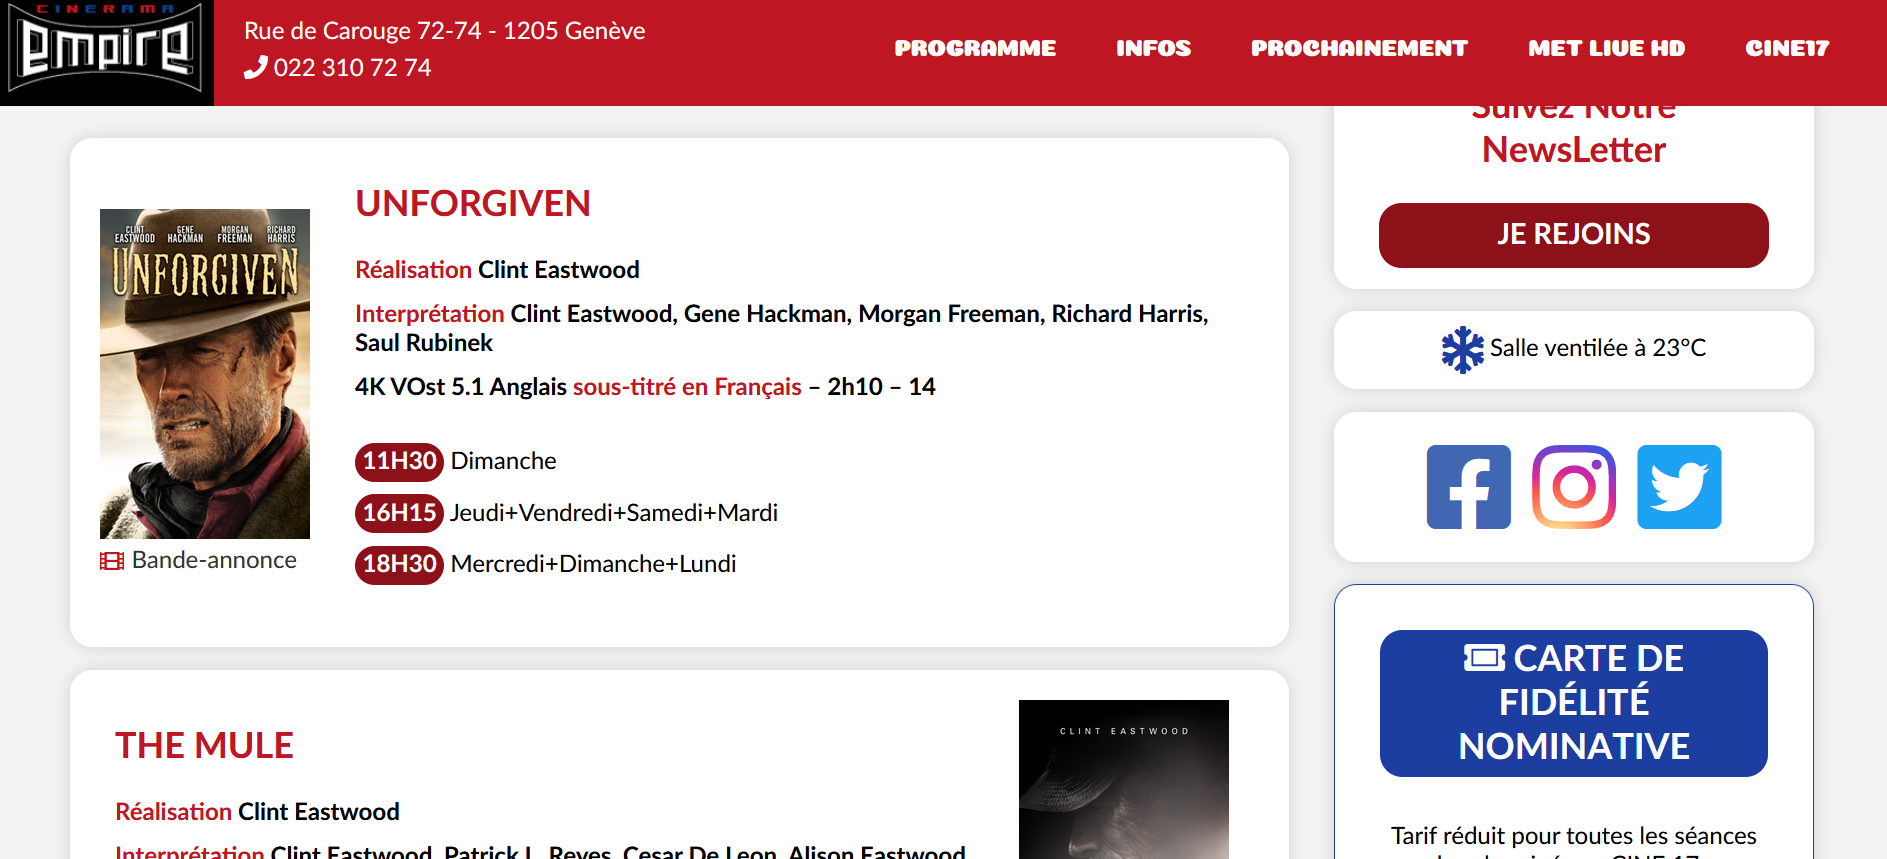 CINERAMA
empire
Rue de Carouge 72-74 - 1205 Genève
022 310 72 74
PROGRAMME INFOS PROCHAINEMENT MET LIVE HD CINE17
Suivez Notre
NewsLetter
JE REJOINS
Salle ventilée à 23°C
UNFORGIVEN
Réalisation Clint Eastwood
Interprétation Clint Eastwood, Gene Hackman, Morgan Freeman, Richard Harris,
Saul Rubinek
4K VOst 5.1 Anglais sous-titré en Français – 2h10 – 14
11H30 Dimanche
16H15 Jeudi+Vendredi+Samedi+Mardi
18H30 Mercredi+Dimanche+Lundi
CLINT EASTWOOD GENE HACKMAN MORGAN FREEMAN RICHARD HARRIS
UNFORGIVEN
Bande-annonce
THE MULE
Réalisation Clint Eastwood
Interprétation Clint Eastwood, Patrick L. Reyes, Cesar De Leon, Alison Eastwood
CLINT EASTWOOD
CARTE DE
FIDÉLITÉ
NOMINATIVE
Tarif réduit pour toutes les séances
CINE 17